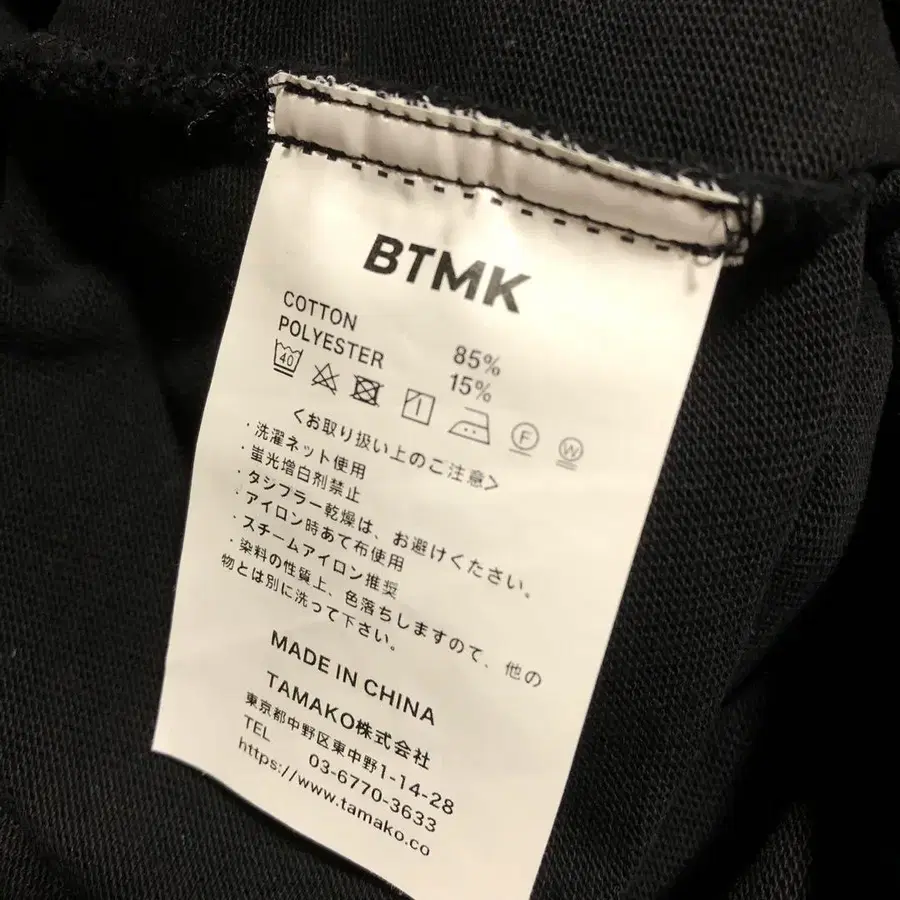 BTMK
COTTON 85%
POLYESTER 15%
40 F W
<お取り扱い上のご注意>
・洗濯ネット使用
・蛍光増白剤禁止
・タンブラー乾燥は、お避けください。
・アイロン時あて布使用
・スチームアイロン推奨
・染料の性質上、色落ちしますので、他の
物とは別に洗って下さい。
MADE IN CHINA
TAMAKO株式会社
東京都中野区東中野1-14-28
TEL 03-6770-3633
https://www.tamako.co